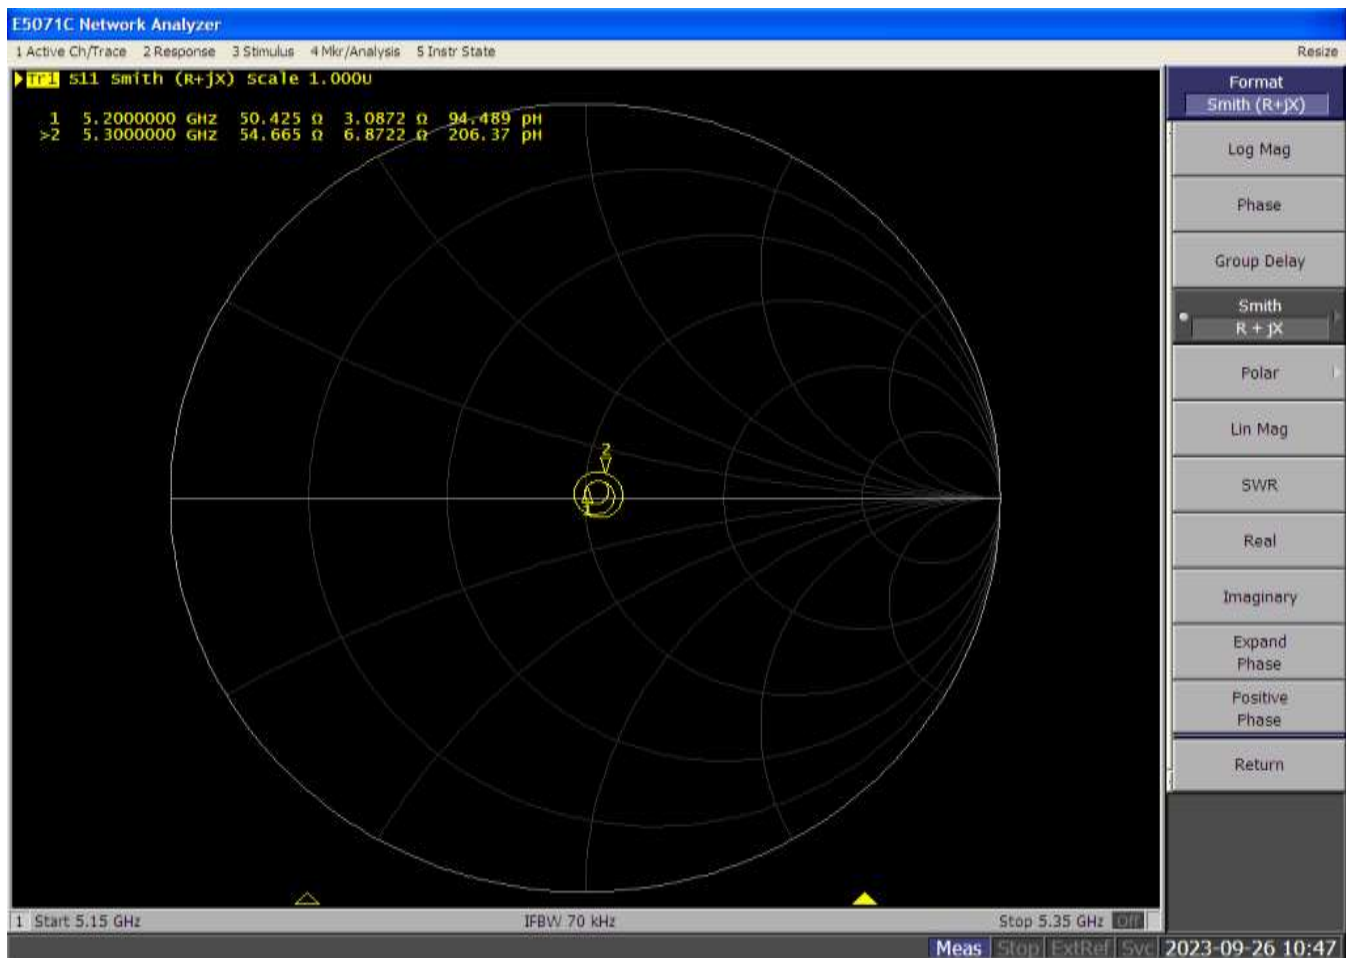 E5071C Network Analyzer
1 Active Ch/Trace 2 Response 3 Stimulus 4 Mkr/Analysis 5 Instr State Resize
Tr1 S11 Smith (R+jX) Scale 1.000U
1 5.2000000 GHz 50.425 Ω 3.0872 Ω 94.489 pH
>2 5.3000000 GHz 54.665 Ω 6.8722 Ω 206.37 pH
2
1
Format
Smith (R+jX)
Log Mag
Phase
Group Delay
Smith
R + jX
Polar
Lin Mag
SWR
Real
Imaginary
Expand
Phase
Positive
Phase
Return
1 Start 5.15 GHz IFBW 70 kHz Stop 5.35 GHz Off
Meas Stop ExtRef Svc 2023-09-26 10:47